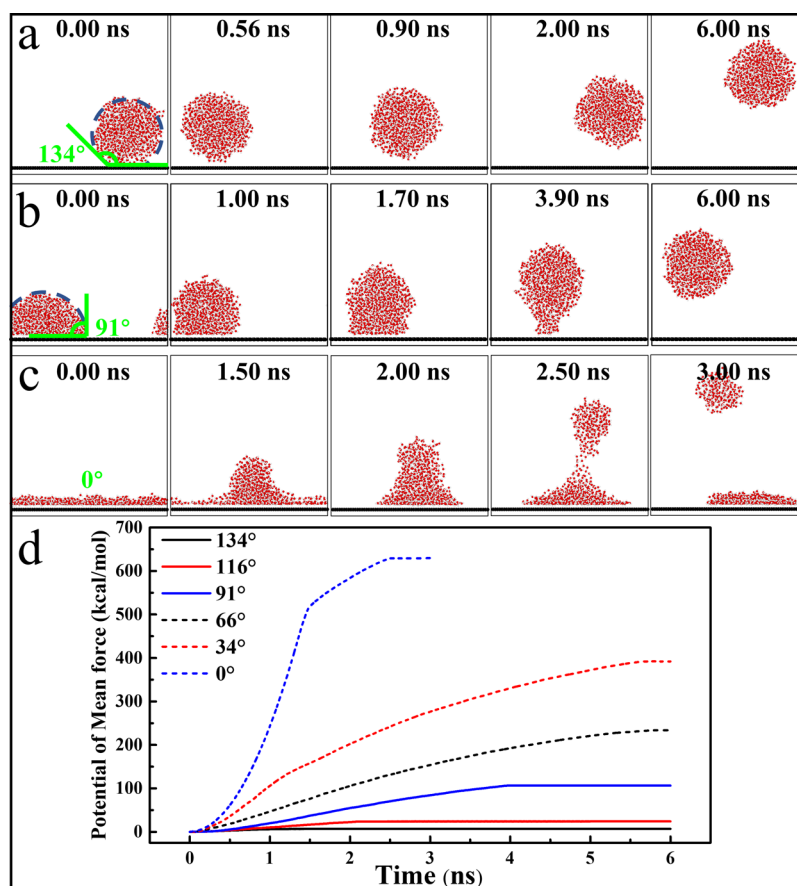 a
0.00 ns 0.56 ns 0.90 ns 2.00 ns 6.00 ns
134°
b
0.00 ns 1.00 ns 1.70 ns 3.90 ns 6.00 ns
91°
c
0.00 ns 1.50 ns 2.00 ns 2.50 ns 3.00 ns
0°
d
700
600
500
400
300
200
100
0
Potential of Mean force (kcal/mol)
134°
116°
91°
66°
34°
0°
0 1 2 3 4 5 6
Time (ns)